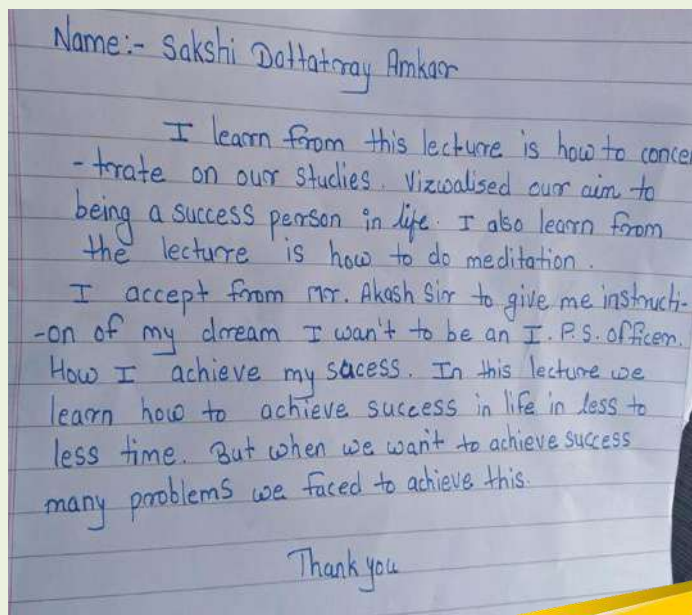 Name:- Sakshi Dattatray Amkar
I learn from this lecture is how to concen
-trate on our studies. Vizwalised our aim to
being a success person in life. I also learn from
the lecture is how to do meditation.
I accept from Mr. Akash Sir to give me instructi-
-on of my dream I wan't to be an I.P.S. officer.
How I achieve my sacess. In this lecture we
learn how to achieve success in life in less to
less time. But when we wan't to achieve success
many problems we faced to achieve this.
Thank you